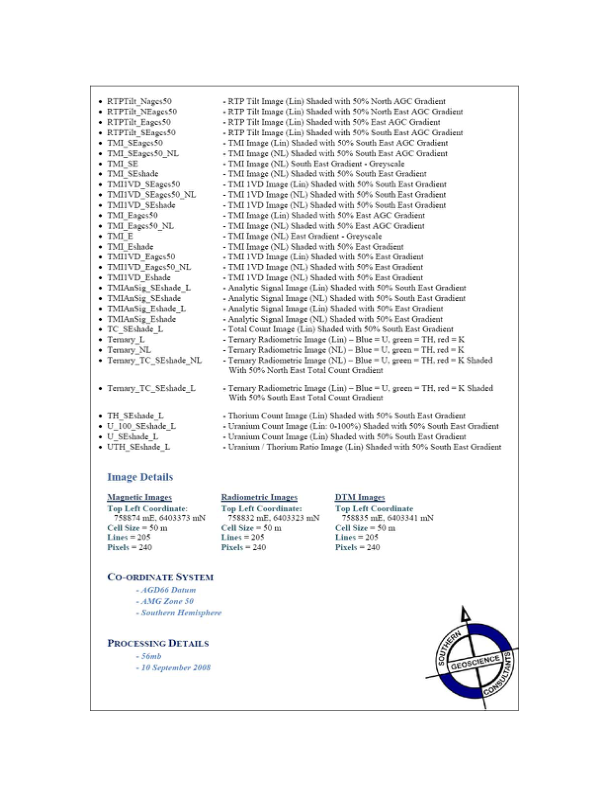 • RTPTilt_Nages50 - RTP Tilt Image (Lin) Shaded with 50% North AGC Gradient
• RTPTilt_NEages50 - RTP Tilt Image (Lin) Shaded with 50% North East AGC Gradient
• RTPTilt_Eages50 - RTP Tilt Image (Lin) Shaded with 50% East AGC Gradient
• RTPTilt_SEages50 - RTP Tilt Image (Lin) Shaded with 50% South East AGC Gradient
• TMI_SEages50 - TMI Image (Lin) Shaded with 50% South East AGC Gradient
• TMI_SEages50_NL - TMI Image (NL) Shaded with 50% South East AGC Gradient
• TMI_SE - TMI Image (NL) South East Gradient - Greyscale
• TMI_SEshade - TMI Image (NL) Shaded with 50% South East Gradient
• TMI1VD_SEages50 - TMI 1VD Image (Lin) Shaded with 50% South East Gradient
• TMI1VD_SEages50_NL - TMI 1VD Image (NL) Shaded with 50% South East Gradient
• TMI1VD_SEshade - TMI 1VD Image (NL) Shaded with 50% South East Gradient
• TMI_Eages50 - TMI Image (Lin) Shaded with 50% East AGC Gradient
• TMI_Eages50_NL - TMI Image (NL) Shaded with 50% East AGC Gradient
• TMI_E - TMI Image (NL) East Gradient - Greyscale
• TMI_Eshade - TMI Image (NL) Shaded with 50% East Gradient
• TMI1VD_Eages50 - TMI 1VD Image (Lin) Shaded with 50% East Gradient
• TMI1VD_Eages50_NL - TMI 1VD Image (NL) Shaded with 50% East Gradient
• TMI1VD_Eshade - TMI 1VD Image (NL) Shaded with 50% East Gradient
• TMIAnSig_SEshade_L - Analytic Signal Image (Lin) Shaded with 50% South East Gradient
• TMIAnSig_SEshade - Analytic Signal Image (NL) Shaded with 50% South East Gradient
• TMIAnSig_Eshade_L - Analytic Signal Image (Lin) Shaded with 50% East Gradient
• TMIAnSig_Eshade - Analytic Signal Image (NL) Shaded with 50% East Gradient
• TC_SEshade_L - Total Count Image (Lin) Shaded with 50% South East Gradient
• Ternary_L - Ternary Radiometric Image (Lin) – Blue = U, green = TH, red = K
• Ternary_NL - Ternary Radiometric Image (NL) – Blue = U, green = TH, red = K
• Ternary_TC_SEshade_NL - Ternary Radiometric Image (NL) – Blue = U, green = TH, red = K Shaded
With 50% North East Total Count Gradient
• Ternary_TC_SEshade_L - Ternary Radiometric Image (Lin) – Blue = U, green = TH, red = K Shaded
With 50% South East Total Count Gradient
• TH_SEshade_L - Thorium Count Image (Lin) Shaded with 50% South East Gradient
• U_100_SEshade_L - Uranium Count Image (Lin: 0-100%) Shaded with 50% South East Gradient
• U_SEshade_L - Uranium Count Image (Lin) Shaded with 50% South East Gradient
• UTH_SEshade_L - Uranium / Thorium Ratio Image (Lin) Shaded with 50% South East Gradient
Image Details
Magnetic Images Radiometric Images DTM Images
Top Left Coordinate: Top Left Coordinate: Top Left Coordinate
758874 mE, 6403373 mN 758832 mE, 6403323 mN 758835 mE, 6403341 mN
Cell Size = 50 m Cell Size = 50 m Cell Size = 50 m
Lines = 205 Lines = 205 Lines = 205
Pixels = 240 Pixels = 240 Pixels = 240
CO-ORDINATE SYSTEM
- AGD66 Datum
- AMG Zone 50
- Southern Hemisphere
PROCESSING DETAILS
- 56mb
- 10 September 2008
SOUTHERN
GEOSCIENCE
CONSULTANTS